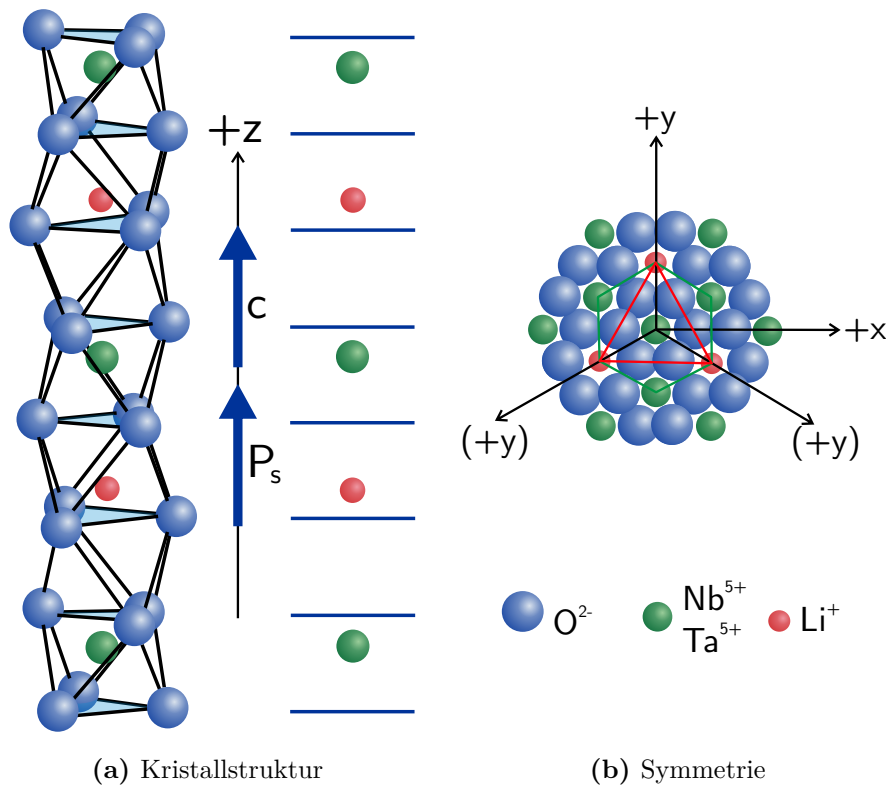 +z
c
Pₛ
+y
+x
(+y)
(+y)
O²⁻
Nb⁵⁺
Ta⁵⁺
Li⁺
(a) Kristallstruktur
(b) Symmetrie